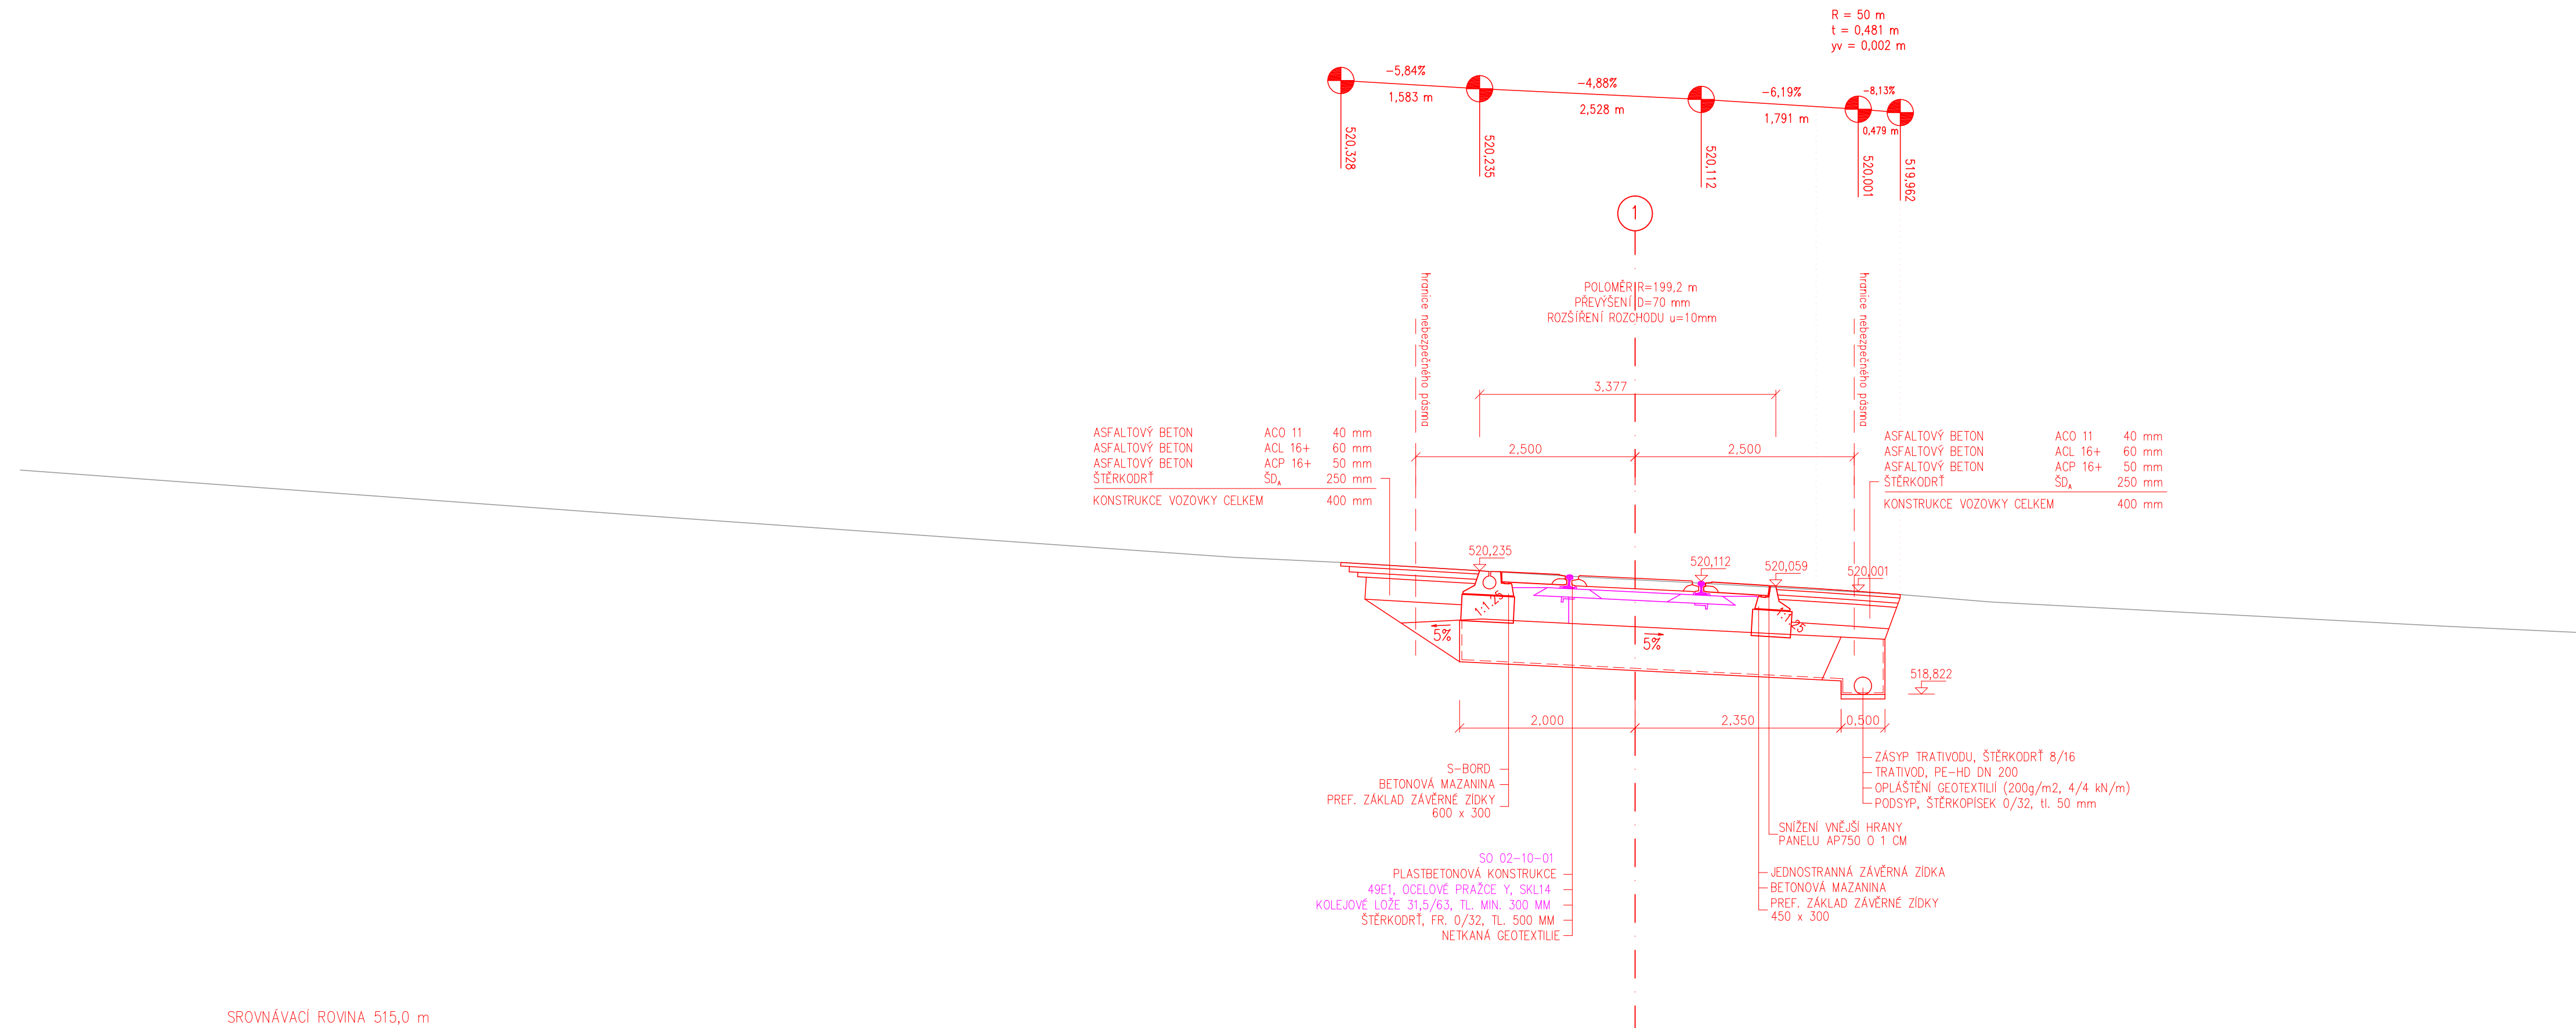 R = 50 m
t = 0,481 m
yv = 0,002 m
-5,84%
1,583 m
-4,88%
2,528 m
-6,19%
1,791 m
-8,13%
0,479 m
520,328
520,235
520,112
520,001
519,962
1
hranice nebezpečného pásma
hranice nebezpečného pásma
POLOMĚR R=199,2 m
PŘEVÝŠENÍ D=70 mm
ROZŠÍŘENÍ ROZCHODU u=10mm
3,377
2,500
2,500
ASFALTOVÝ BETON ACO 11 40 mm
ASFALTOVÝ BETON ACL 16+ 60 mm
ASFALTOVÝ BETON ACP 16+ 50 mm
ŠTĚRKODRŤ ŠDA 250 mm
KONSTRUKCE VOZOVKY CELKEM 400 mm
ASFALTOVÝ BETON ACO 11 40 mm
ASFALTOVÝ BETON ACL 16+ 60 mm
ASFALTOVÝ BETON ACP 16+ 50 mm
ŠTĚRKODRŤ ŠDA 250 mm
KONSTRUKCE VOZOVKY CELKEM 400 mm
520,235
520,112
520,059
520,001
1:1.25
1:1.25
5%
5%
518,822
2,000
2,350
0,500
S-BORD
BETONOVÁ MAZANINA
PREF. ZÁKLAD ZÁVĚRNÉ ZÍDKY
600 x 300
ZÁSYP TRATIVODU, ŠTĚRKODRŤ 8/16
TRATIVOD, PE-HD DN 200
OPLÁŠTĚNÍ GEOTEXTILIÍ (200g/m2, 4/4 kN/m)
PODSYP, ŠTĚRKOPÍSEK 0/32, tl. 50 mm
SNÍŽENÍ VNĚJŠÍ HRANY
PANELU AP750 O 1 CM
SO 02-10-01
PLASTBETONOVÁ KONSTRUKCE
49E1, OCELOVÉ PRAŽCE Y, SKL14
KOLEJOVÉ LOŽE 31,5/63, TL. MIN. 300 MM
ŠTĚRKODRŤ, FR. 0/32, TL. 500 MM
NETKANÁ GEOTEXTILIE
JEDNOSTRANNÁ ZÁVĚRNÁ ZÍDKA
BETONOVÁ MAZANINA
PREF. ZÁKLAD ZÁVĚRNÉ ZÍDKY
450 x 300
SROVNÁVACÍ ROVINA 515,0 m